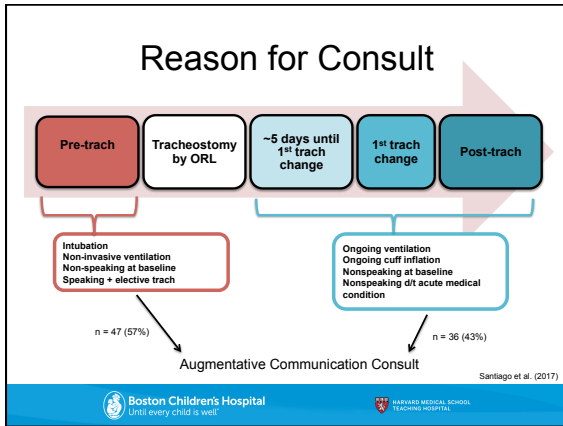 Reason for Consult
Pre-trach
Tracheostomy
by ORL
~5 days until
1st trach
change
1st trach
change
Post-trach
Intubation
Non-invasive ventilation
Non-speaking at baseline
Speaking + elective trach
Ongoing ventilation
Ongoing cuff inflation
Nonspeaking at baseline
Nonspeaking d/t acute medical
condition
n = 47 (57%)
n = 36 (43%)
Augmentative Communication Consult
Santiago et al. (2017)
Boston Children's Hospital
Until every child is well™
HARVARD MEDICAL SCHOOL
TEACHING HOSPITAL